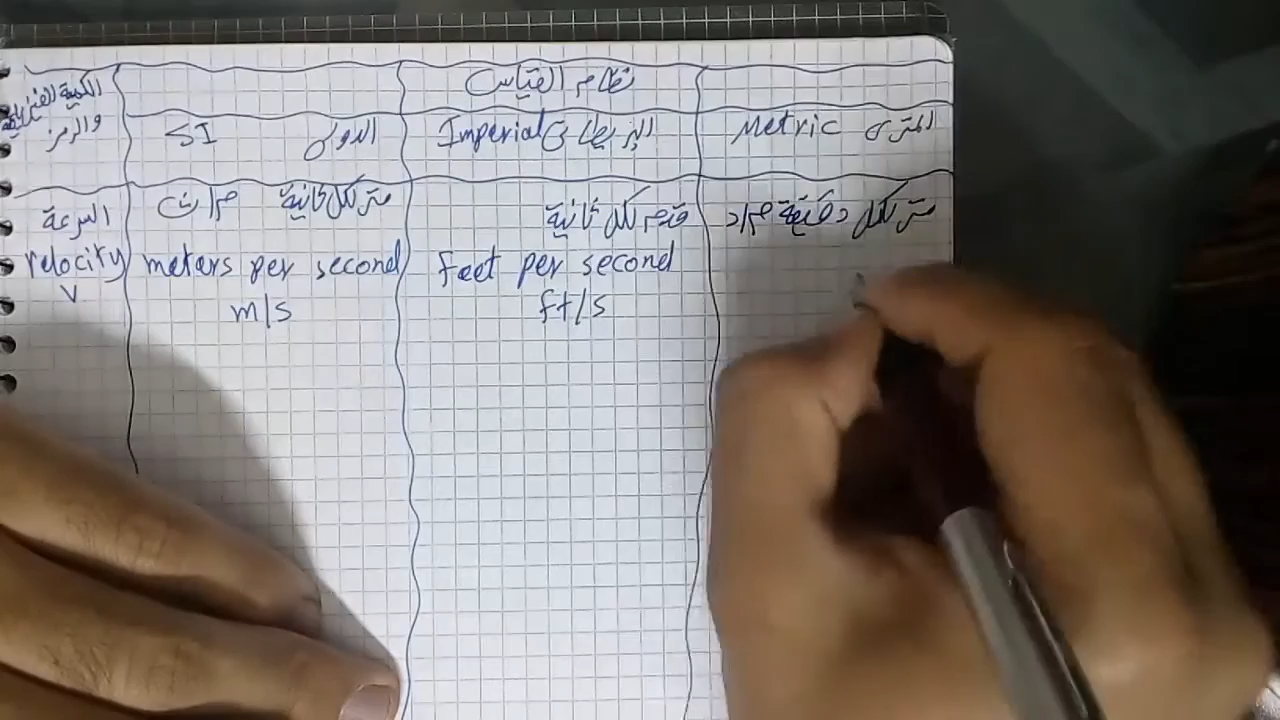 نظام القياس
الكمية الفيزيائية
والرمز
SI الدولي
Imperial البريطاني
Metric المتري
السرعة
velocity
v
متر لكل ثانية م/ث
meters per second
m/s
قدم لكل ثانية
feet per second
ft/s
متر لكل دقيقة م/د